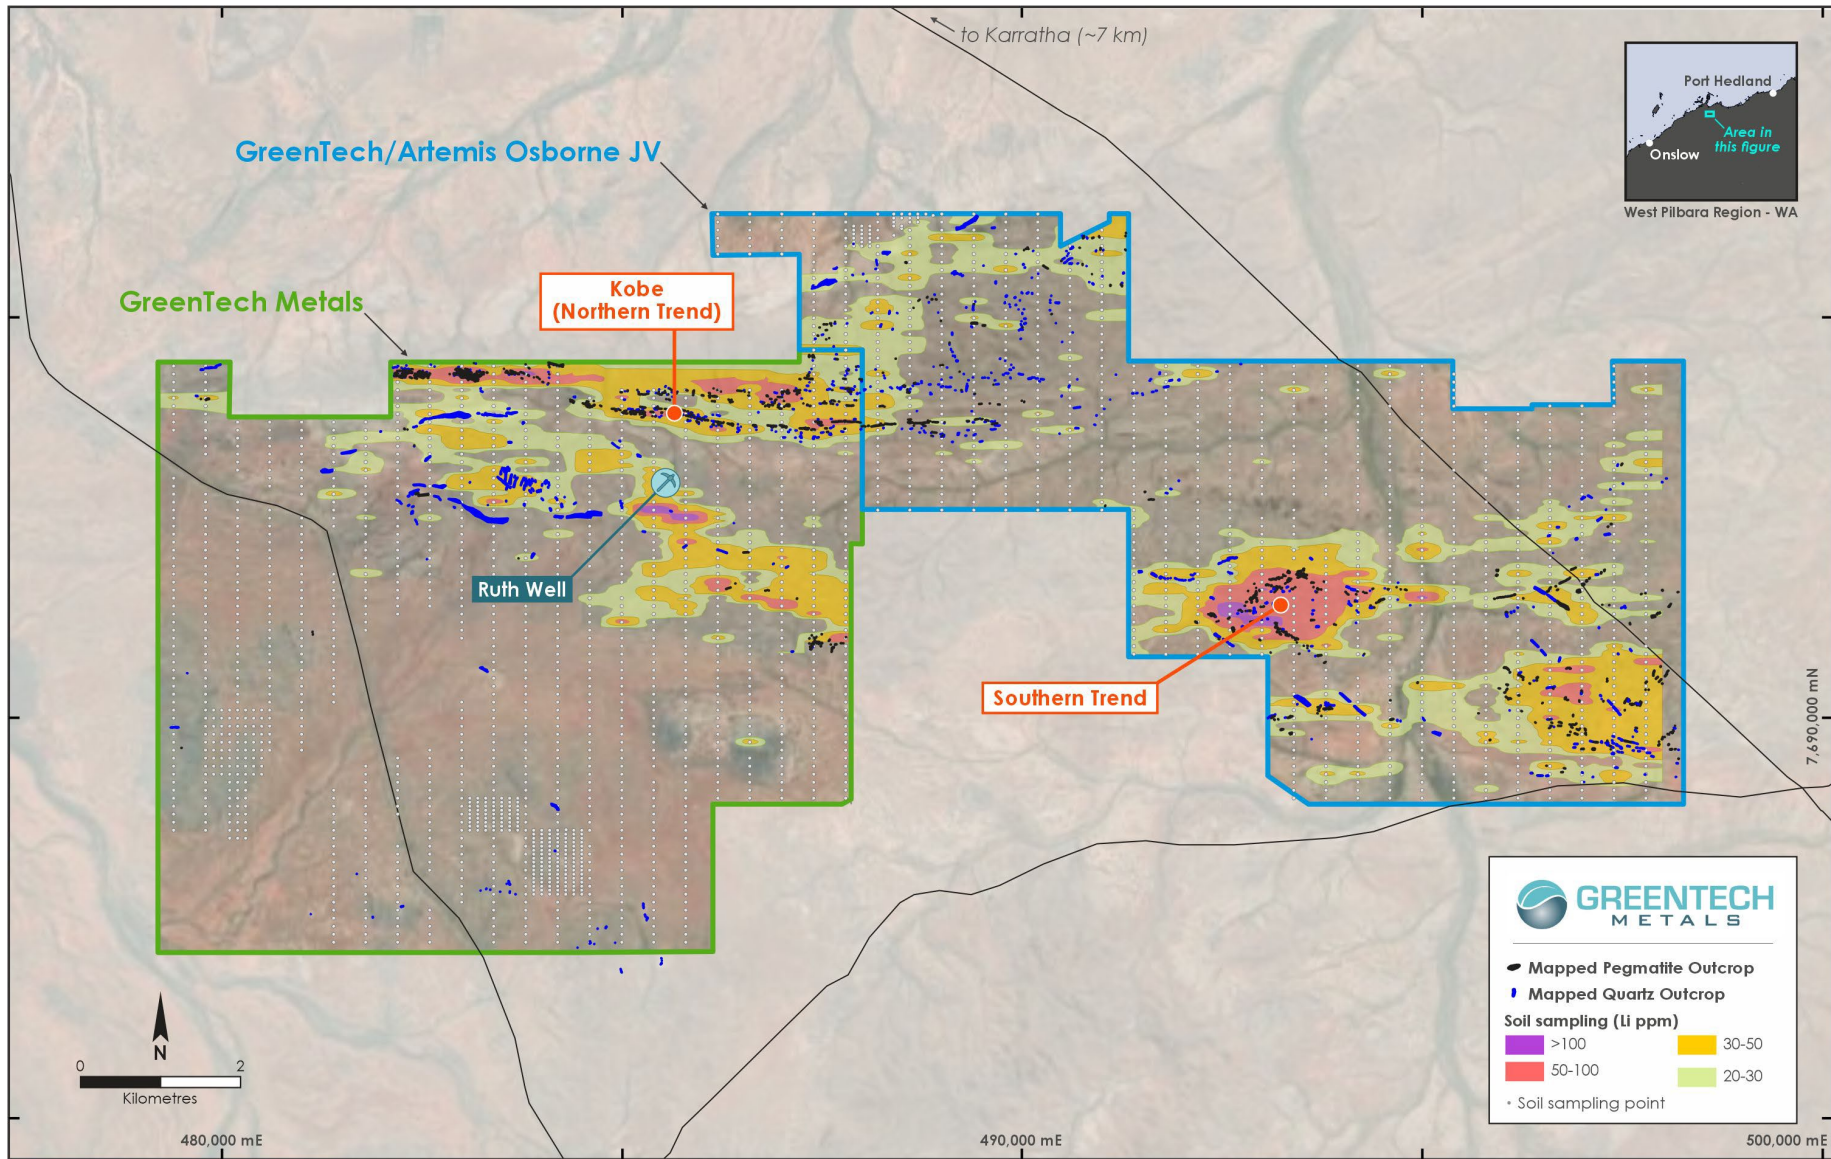 to Karratha (~7 km)
Port Hedland
Area in
this figure
Onslow
West Pilbara Region - WA
GreenTech/Artemis Osborne JV
GreenTech Metals
Kobe
(Northern Trend)
Ruth Well
Southern Trend
7,690,000 mN
GREENTECH
METALS
Mapped Pegmatite Outcrop
Mapped Quartz Outcrop
Soil sampling (Li ppm)
>100
30-50
50-100
20-30
Soil sampling point
N
0 2
Kilometres
480,000 mE
490,000 mE
500,000 mE